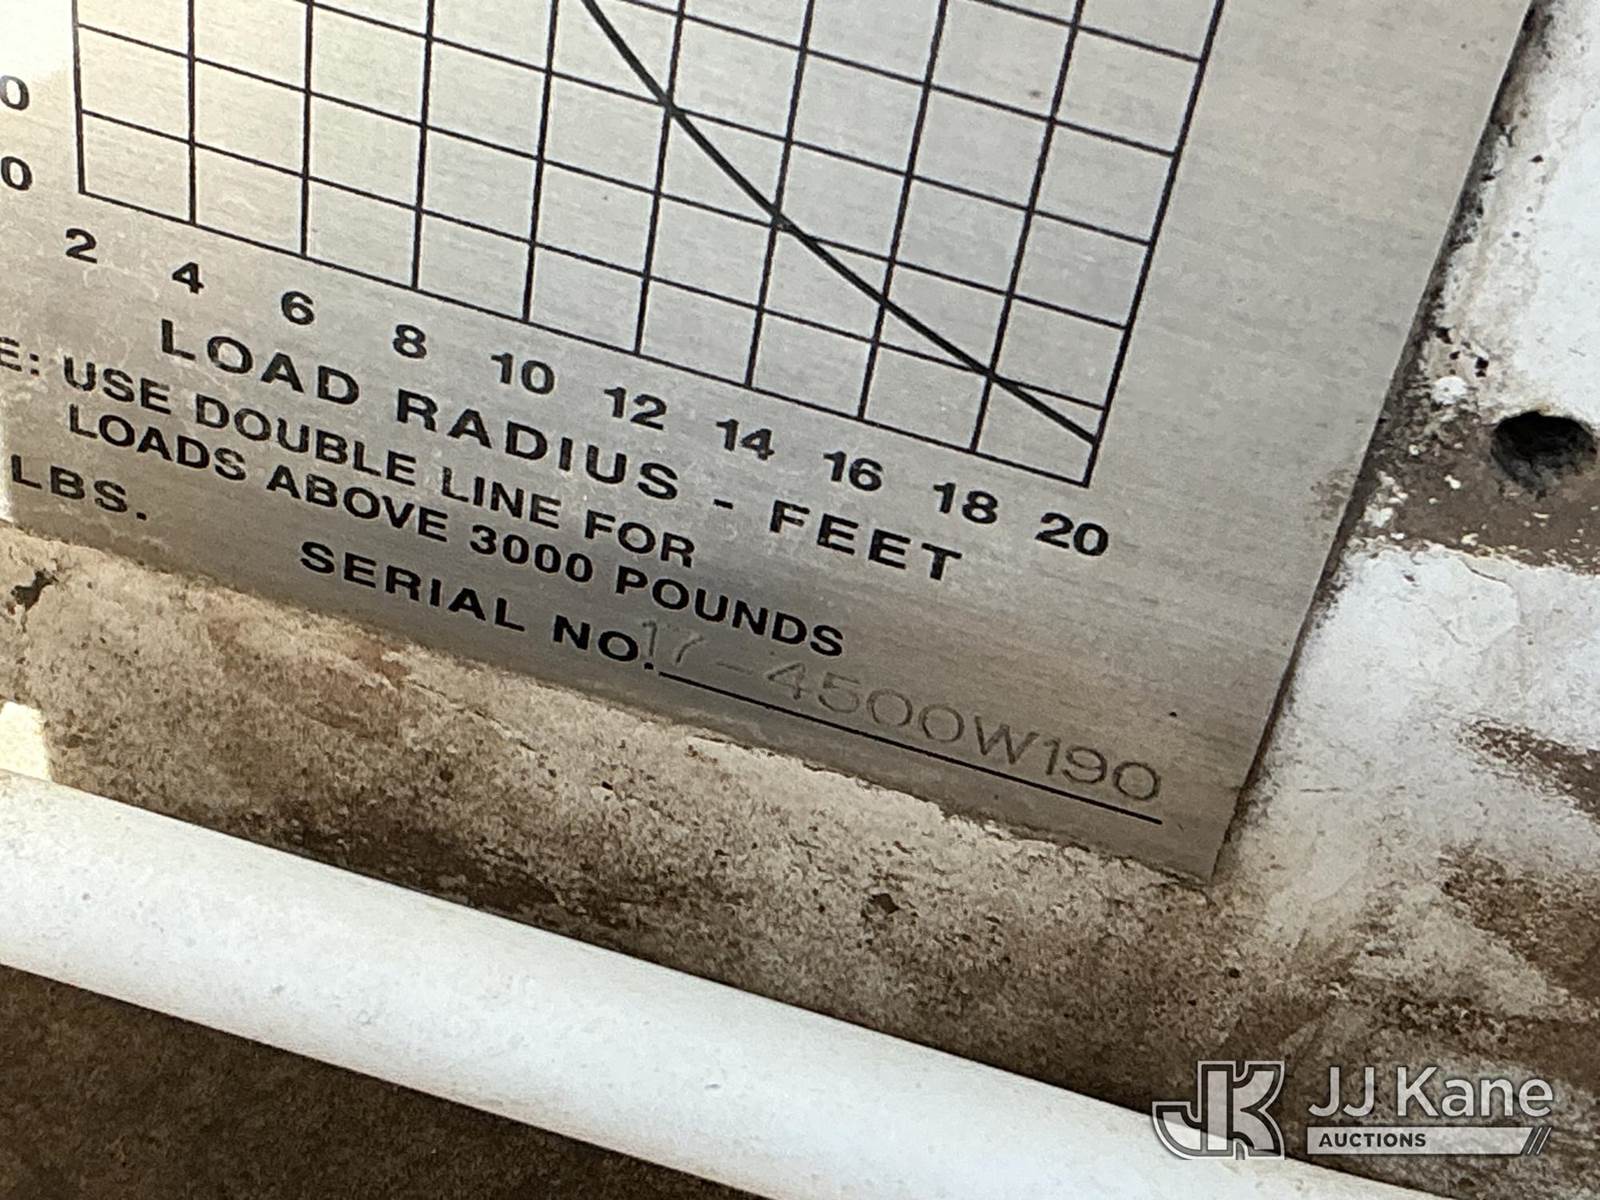 0
0
2 4 6 8 10 12 14 16 18 20
LOAD RADIUS - FEET
E: USE DOUBLE LINE FOR
LOADS ABOVE 3000 POUNDS
LBS.
SERIAL NO. 17-4500W190
JK JJ Kane
AUCTIONS